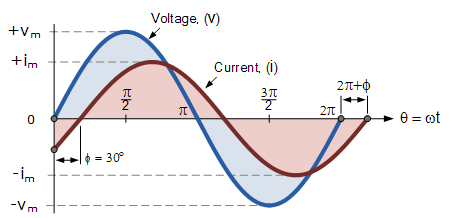 Voltage, (V)
+Vm
+im
Current, (i)
π/2
3π/2
2π+ϕ
0
π
2π
θ = ωt
ϕ = 30°
-im
-Vm